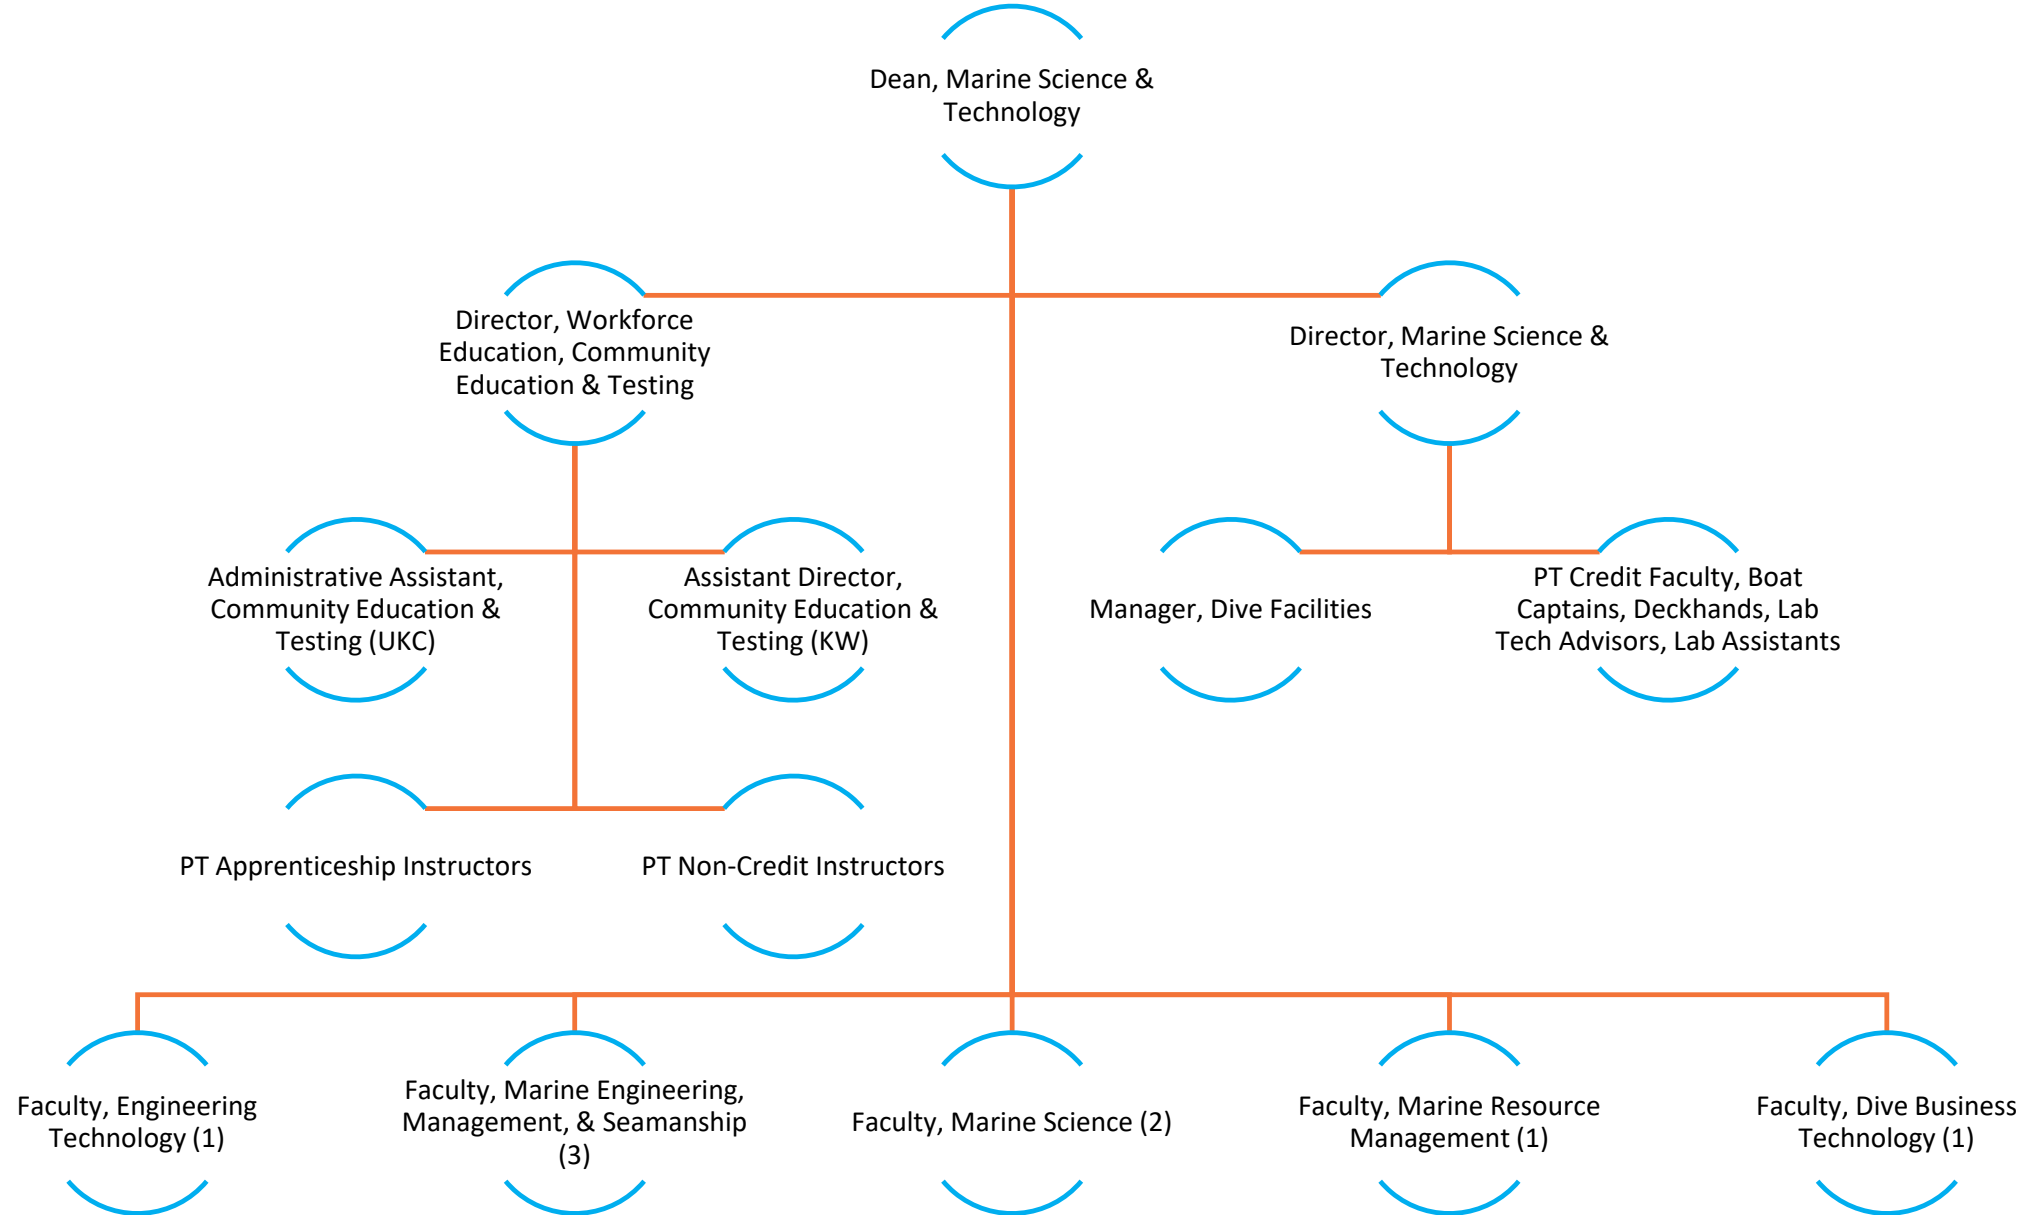 Dean, Marine Science &
Technology
Director, Workforce
Education, Community
Education & Testing
Director, Marine Science &
Technology
Administrative Assistant,
Community Education &
Testing (UKC)
Assistant Director,
Community Education &
Testing (KW)
Manager, Dive Facilities
PT Credit Faculty, Boat
Captains, Deckhands, Lab
Tech Advisors, Lab Assistants
PT Apprenticeship Instructors
PT Non-Credit Instructors
Faculty, Engineering
Technology (1)
Faculty, Marine Engineering,
Management, & Seamanship
(3)
Faculty, Marine Science (2)
Faculty, Marine Resource
Management (1)
Faculty, Dive Business
Technology (1)